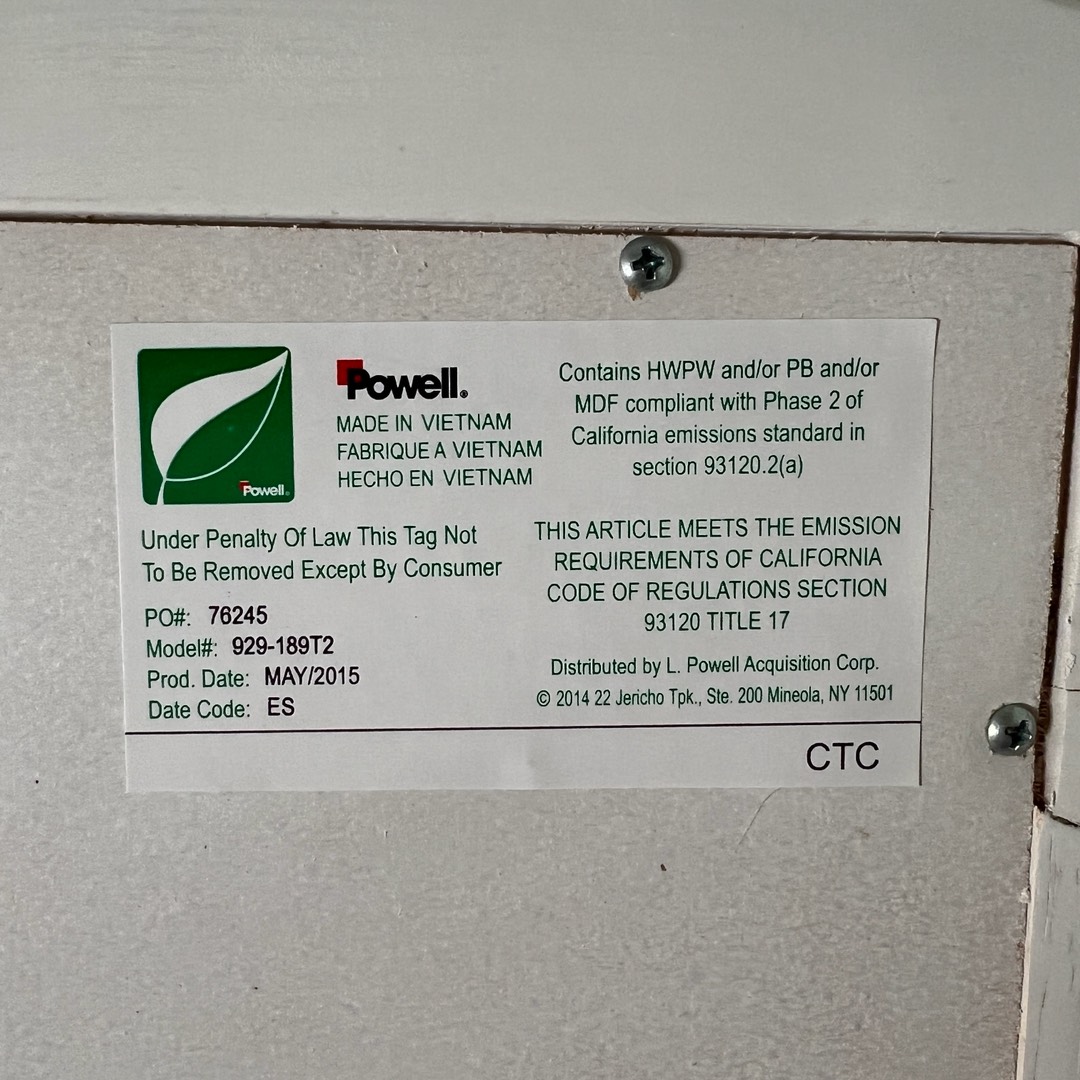 Powell®
Powell®
MADE IN VIETNAM
FABRIQUE A VIETNAM
HECHO EN VIETNAM
Contains HWPW and/or PB and/or
MDF compliant with Phase 2 of
California emissions standard in
section 93120.2(a)
Under Penalty Of Law This Tag Not
To Be Removed Except By Consumer
PO#: 76245
Model#: 929-189T2
Prod. Date: MAY/2015
Date Code: ES
THIS ARTICLE MEETS THE EMISSION
REQUIREMENTS OF CALIFORNIA
CODE OF REGULATIONS SECTION
93120 TITLE 17
Distributed by L. Powell Acquisition Corp.
© 2014 22 Jericho Tpk., Ste. 200 Mineola, NY 11501
CTC